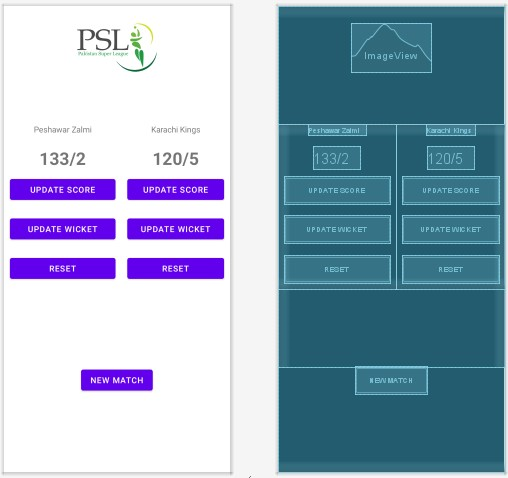 PSL
Pakistan Super League
Peshawar Zalmi
Karachi Kings
133/2
120/5
UPDATE SCORE
UPDATE SCORE
UPDATE WICKET
UPDATE WICKET
RESET
RESET
NEW MATCH
ImageView
Peshawar Zalmi
Karachi Kings
133/2
120/5
UPDATE SCORE
UPDATE SCORE
UPDATE WICKET
UPDATE WICKET
RESET
RESET
NEW MATCH